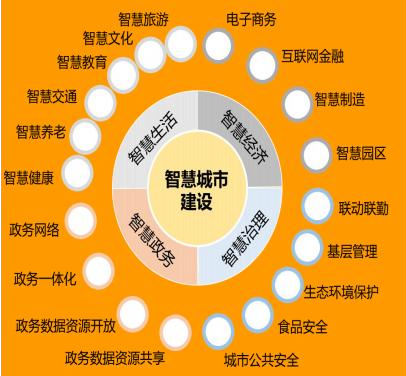 智慧旅游
电子商务
智慧文化
互联网金融
智慧教育
智慧交通
智慧制造
智慧养老
智慧园区
智慧健康
联动联勤
政务网络
基层管理
政务一体化
生态环境保护
政务数据资源开放
食品安全
政务数据资源共享
城市公共安全
智慧生活
智慧经济
智慧城市
建设
智慧政务
智慧治理